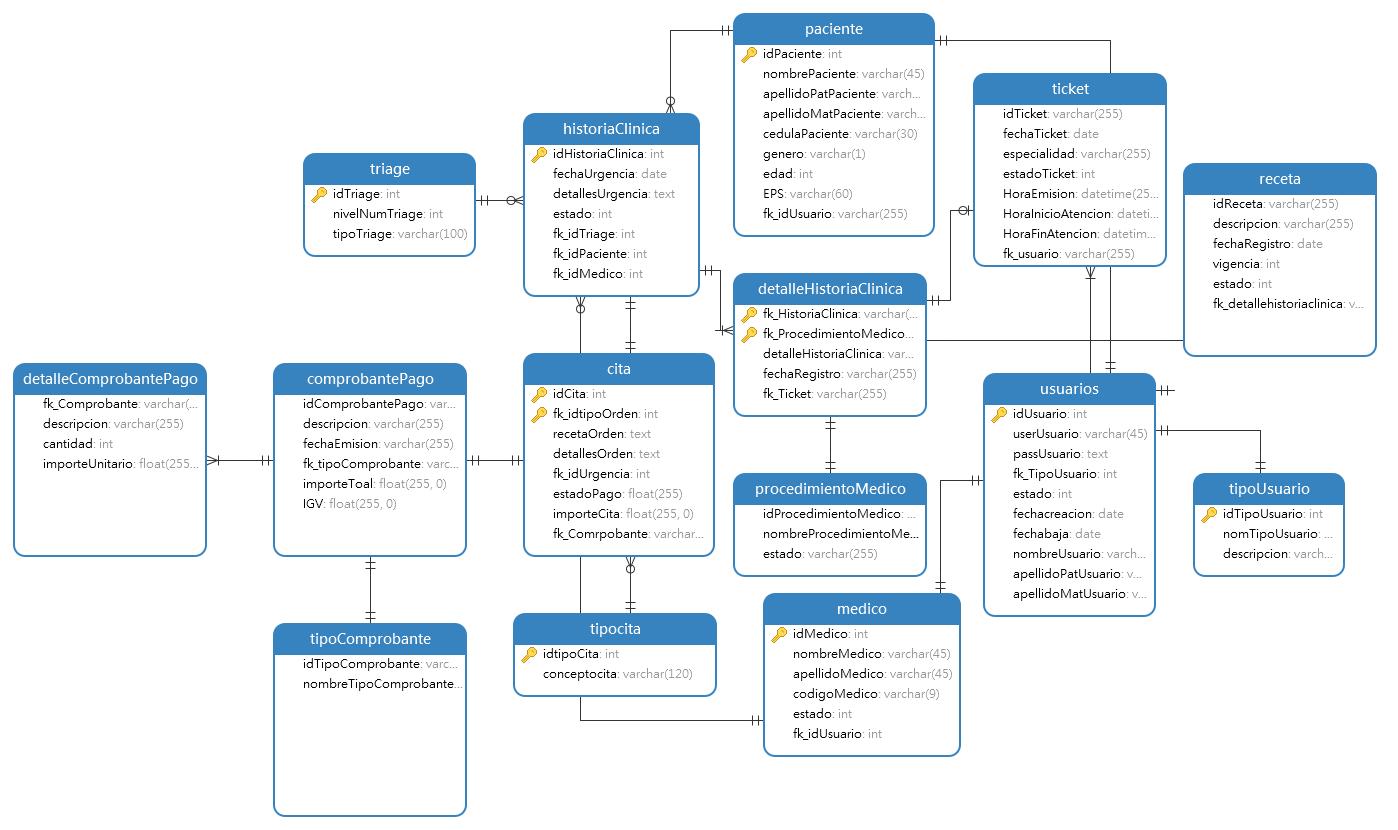 paciente
idPaciente: int
nombrePaciente: varchar(45)
apellidoPatPaciente: varch...
apellidoMatPaciente: varch...
cedulaPaciente: varchar(30)
genero: varchar(1)
edad: int
EPS: varchar(60)
fk_idUsuario: varchar(255)
ticket
idTicket: varchar(255)
fechaTicket: date
especialidad: varchar(255)
estadoTicket: int
HoraEmision: datetime(25...
HoraInicioAtencion: dateti...
HoraFinAtencion: datetim...
fk_usuario: varchar(255)
historiaClinica
idHistoriaClinica: int
fechaUrgencia: date
detallesUrgencia: text
estado: int
fk_idTriage: int
fk_idPaciente: int
fk_idMedico: int
triage
idTriage: int
nivelNumTriage: int
tipoTriage: varchar(100)
receta
idReceta: varchar(255)
descripcion: varchar(255)
fechaRegistro: date
vigencia: int
estado: int
fk_detallehistoriaclinica: v...
detalleHistoriaClinica
fk_HistoriaClinica: varchar(...
fk_ProcedimientoMedico...
detalleHistoriaClinica: var...
fechaRegistro: varchar(255)
fk_Ticket: varchar(255)
detalleComprobantePago
fk_Comprobante: varchar(...
descripcion: varchar(255)
cantidad: int
importeUnitario: float(255...
comprobantePago
idComprobantePago: var...
descripcion: varchar(255)
fechaEmision: varchar(255)
fk_tipoComprobante: varc...
importeToal: float(255, 0)
IGV: float(255, 0)
cita
idCita: int
fk_idtipoOrden: int
recetaOrden: text
detallesOrden: text
fk_idUrgencia: int
estadoPago: float(255)
importeCita: float(255, 0)
fk_Comrpobante: varchar...
usuarios
idUsuario: int
userUsuario: varchar(45)
passUsuario: text
fk_TipoUsuario: int
estado: int
fechacreacion: date
fechabaja: date
nombreUsuario: varch...
apellidoPatUsuario: v...
apellidoMatUsuario: v...
procedimientoMedico
idProcedimientoMedico: ...
nombreProcedimientoMe...
estado: varchar(255)
tipoUsuario
idTipoUsuario: int
nomTipoUsuario: ...
descripcion: varch...
tipoComprobante
idTipoComprobante: varc...
nombreTipoComprobante...
tipocita
idtipoCita: int
conceptocita: varchar(120)
medico
idMedico: int
nombreMedico: varchar(45)
apellidoMedico: varchar(45)
codigoMedico: varchar(9)
estado: int
fk_idUsuario: int